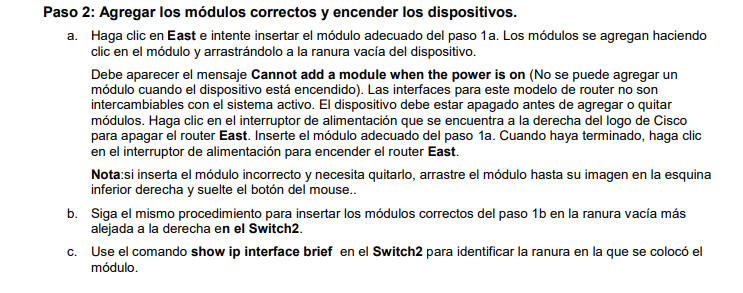 Paso 2: Agregar los módulos correctos y encender los dispositivos.
a. Haga clic en East e intente insertar el módulo adecuado del paso 1a. Los módulos se agregan haciendo
clic en el módulo y arrastrándolo a la ranura vacía del dispositivo.
Debe aparecer el mensaje Cannot add a module when the power is on (No se puede agregar un
módulo cuando el dispositivo está encendido). Las interfaces para este modelo de router no son
intercambiables con el sistema activo. El dispositivo debe estar apagado antes de agregar o quitar
módulos. Haga clic en el interruptor de alimentación que se encuentra a la derecha del logo de Cisco
para apagar el router East. Inserte el módulo adecuado del paso 1a. Cuando haya terminado, haga clic
en el interruptor de alimentación para encender el router East.
Nota:si inserta el módulo incorrecto y necesita quitarlo, arrastre el módulo hasta su imagen en la esquina
inferior derecha y suelte el botón del mouse..
b. Siga el mismo procedimiento para insertar los módulos correctos del paso 1b en la ranura vacía más
alejada a la derecha en el Switch2.
c. Use el comando show ip interface brief en el Switch2 para identificar la ranura en la que se colocó el
módulo.